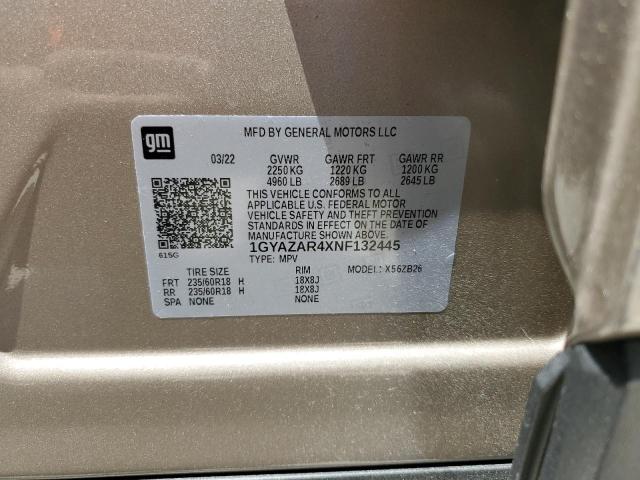 gm
MFD BY GENERAL MOTORS LLC
03/22 GVWR GAWR FRT GAWR RR
2250 KG 1220 KG 1200 KG
4960 LB 2689 LB 2645 LB
THIS VEHICLE CONFORMS TO ALL
APPLICABLE U.S. FEDERAL MOTOR
VEHICLE SAFETY AND THEFT PREVENTION
STANDARDS IN EFFECT ON THE DATE OF
MANUFACTURE SHOWN ABOVE.
615G
1GYAZAR4XNF132445
TYPE: MPV
TIRE SIZE RIM MODEL: X56ZB26
FRT 235/60R18 H 18X8J
RR 235/60R18 H 18X8J
SPA NONE NONE